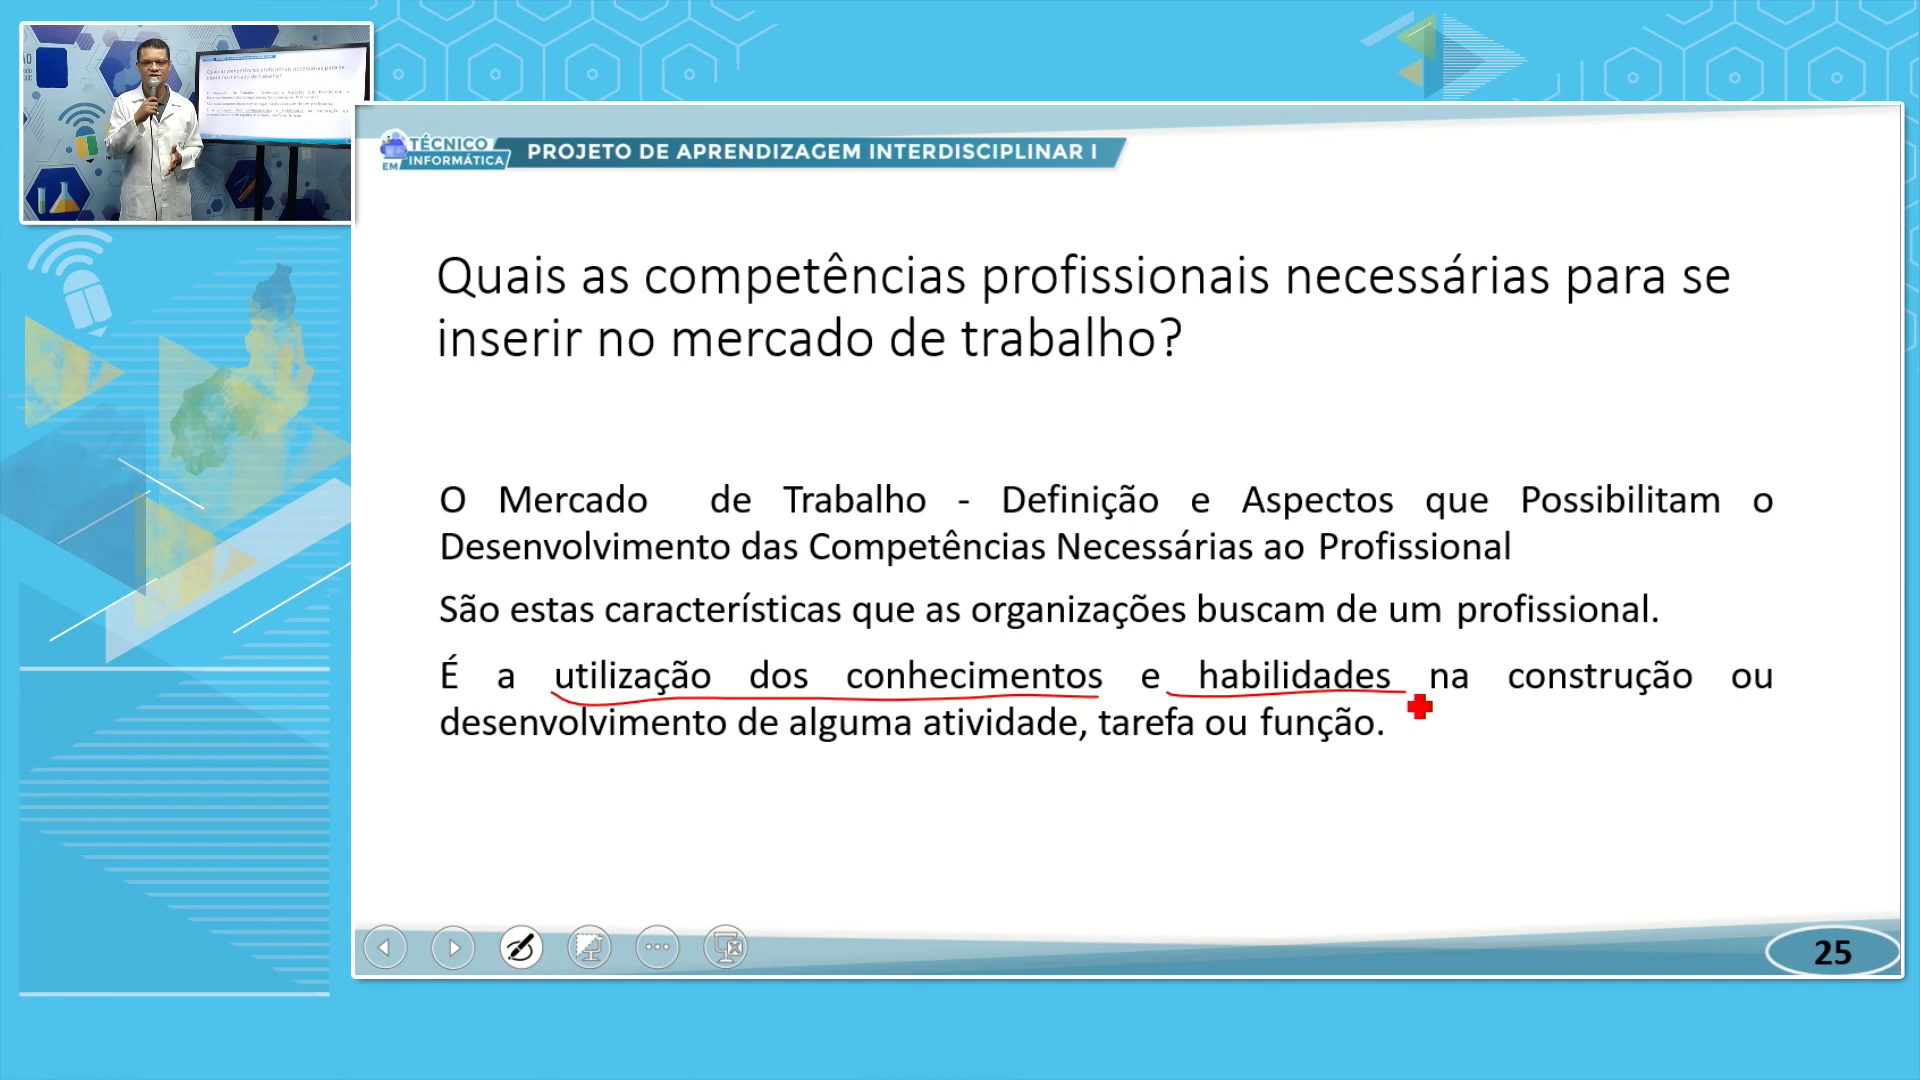 TÉCNICO
EM INFORMÁTICA
PROJETO DE APRENDIZAGEM INTERDISCIPLINAR I
Quais as competências profissionais necessárias para se
inserir no mercado de trabalho?
O Mercado de Trabalho - Definição e Aspectos que Possibilitam o
Desenvolvimento das Competências Necessárias ao Profissional
São estas características que as organizações buscam de um profissional.
É a utilização dos conhecimentos e habilidades na construção ou
desenvolvimento de alguma atividade, tarefa ou função.
25